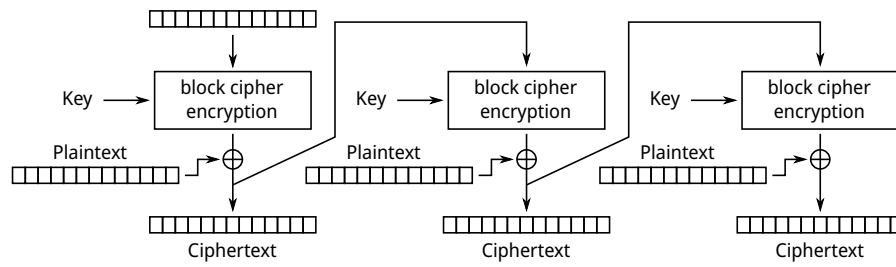 block cipher
encryption
Key
Plaintext
Ciphertext
block cipher
encryption
Key
Plaintext
Ciphertext
block cipher
encryption
Key
Plaintext
Ciphertext